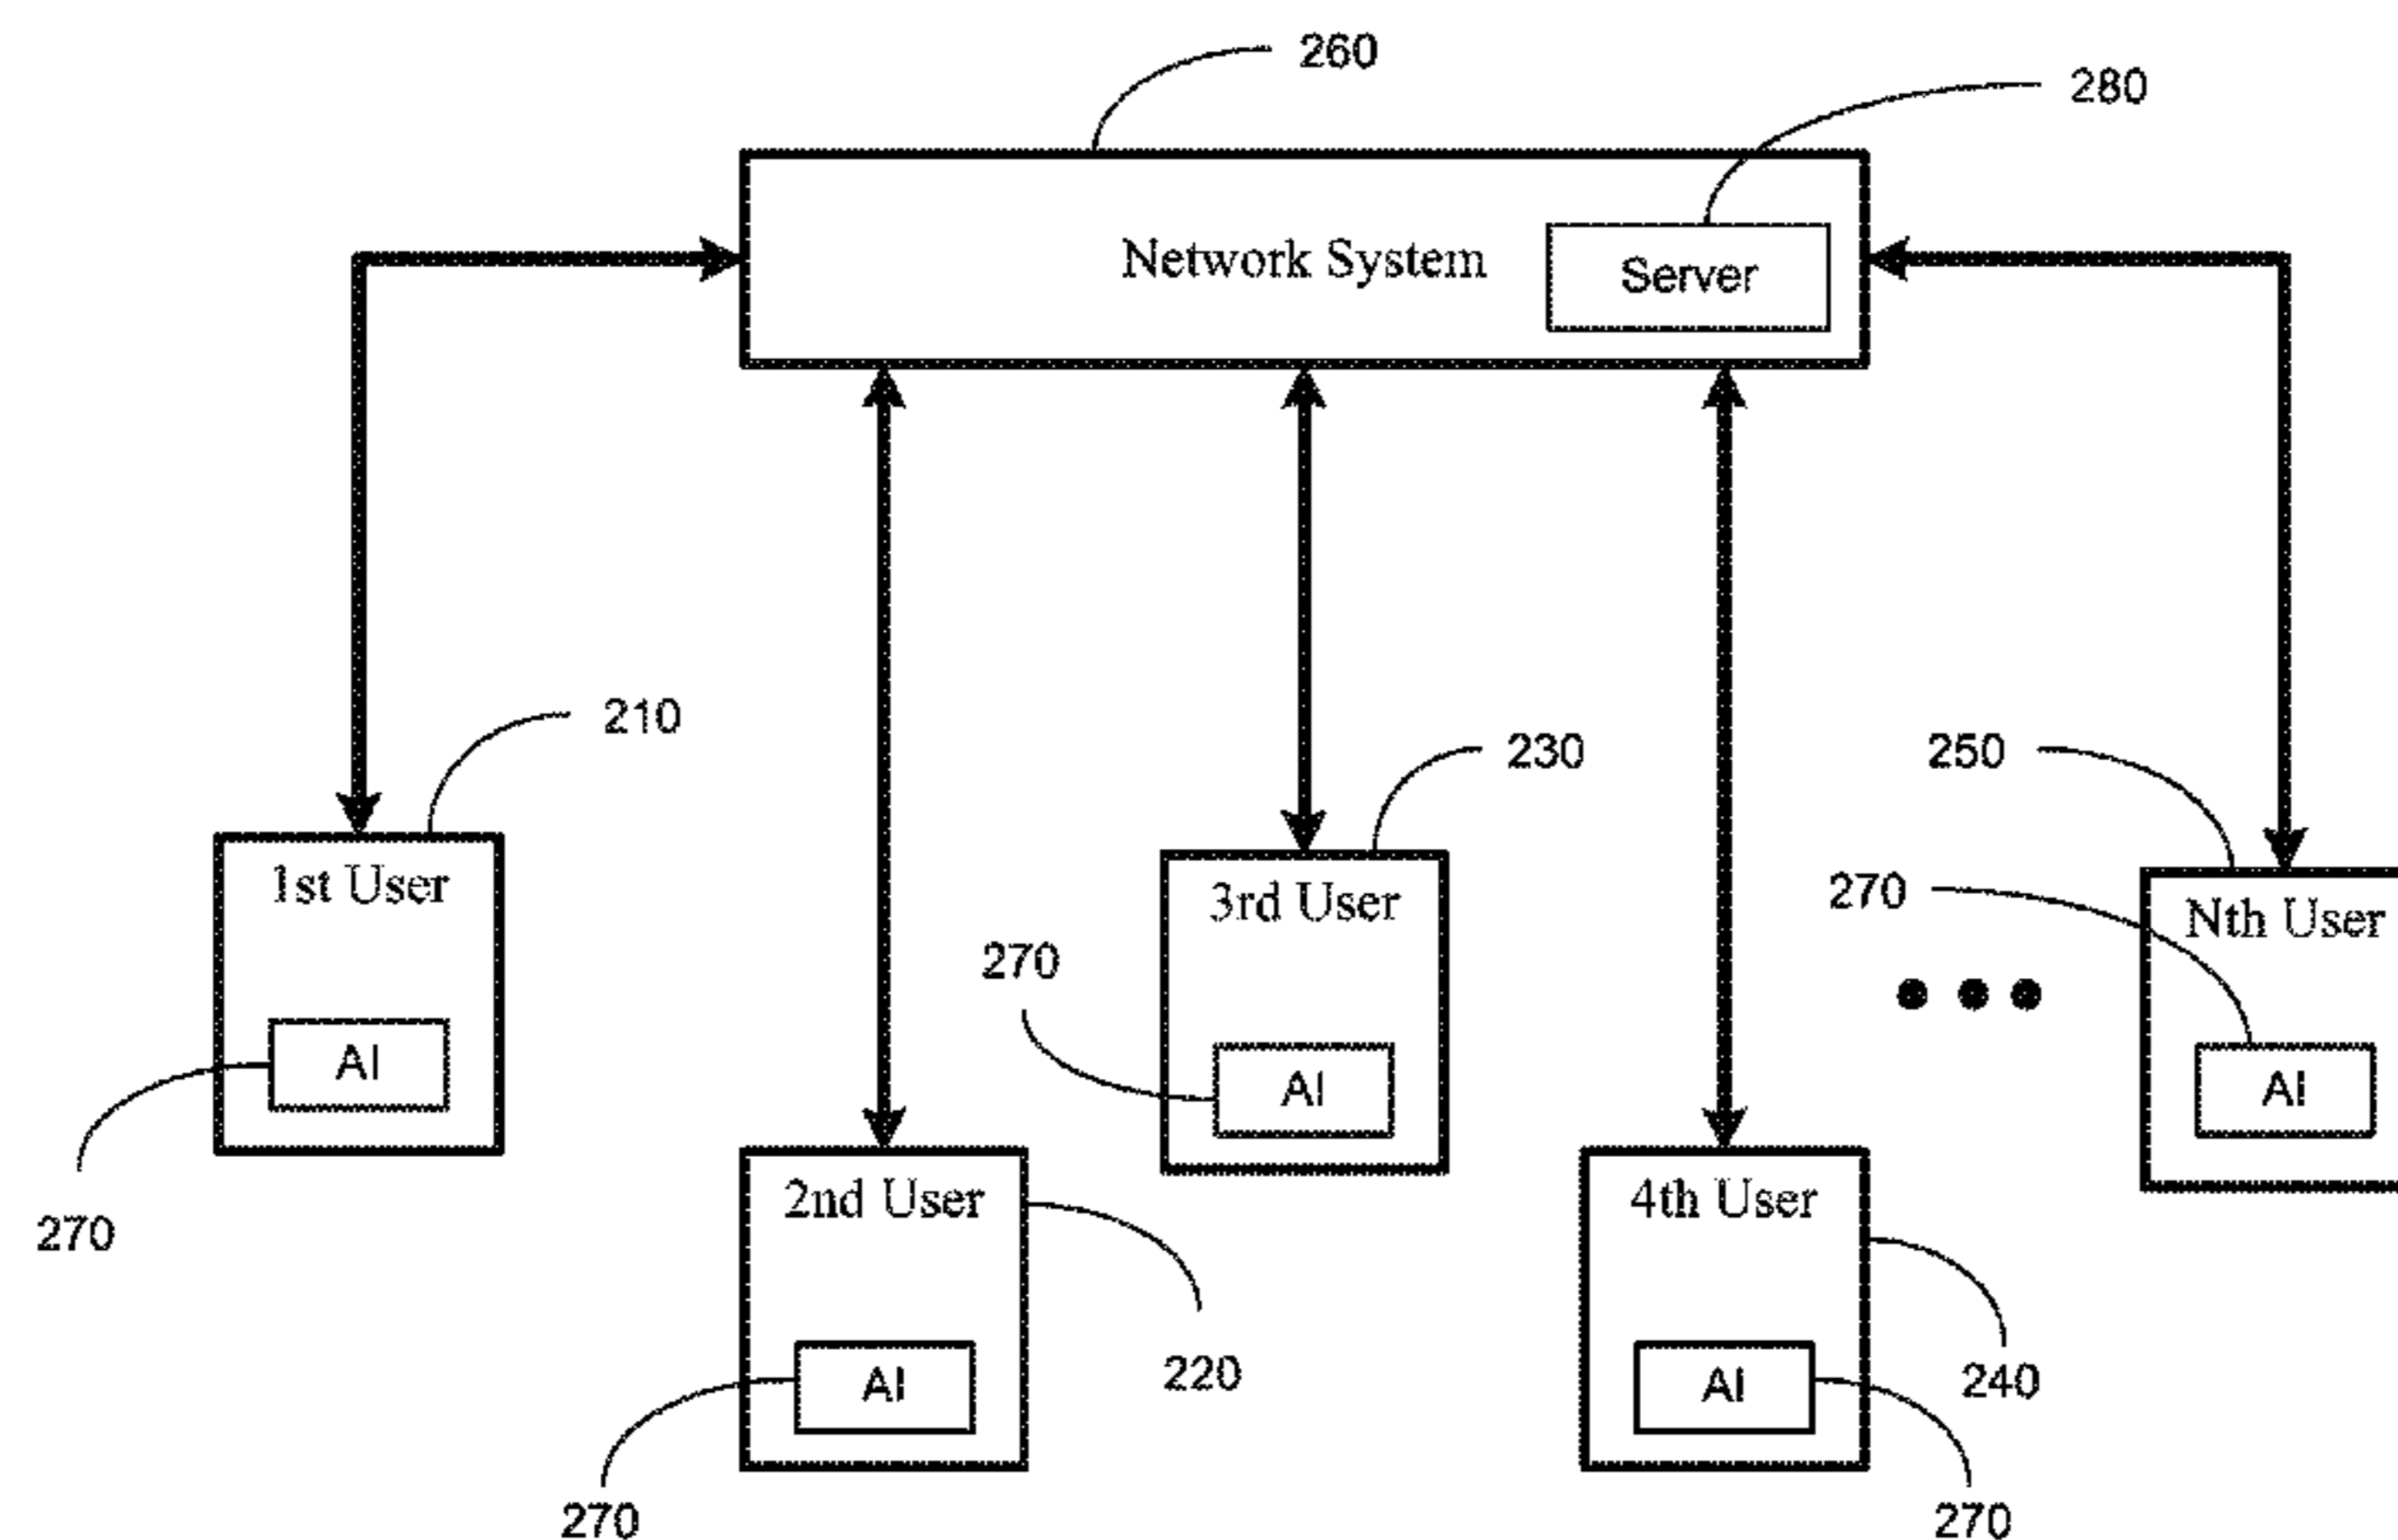 260
280
Network System
Server
210
230
250
1st User
3rd User
270
Nth User
270
AI
AI
AI
2nd User
4th User
270
220
240
AI
AI
270
270